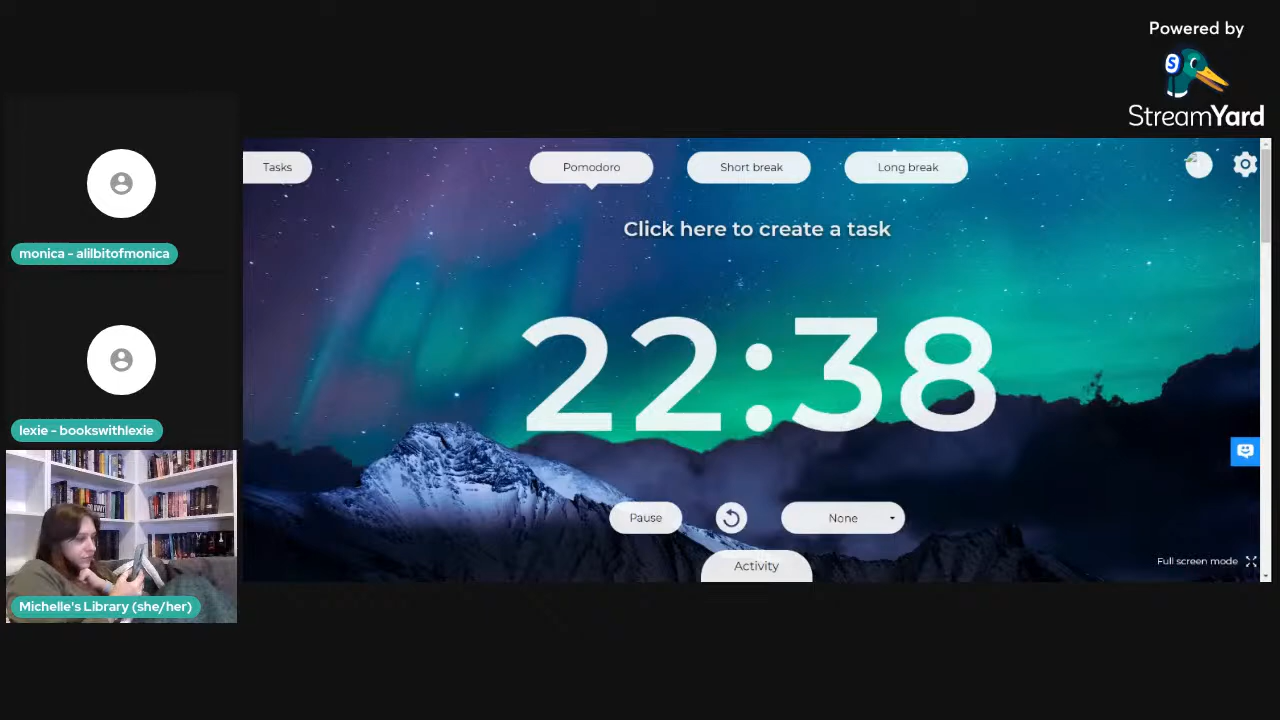 Powered by
S
StreamYard
Tasks
Pomodoro
Short break
Long break
Click here to create a task
22:38
Pause
None
Activity
Full screen mode
monica - alilbitofmonica
lexie - bookswithlexie
Michelle's Library (she/her)